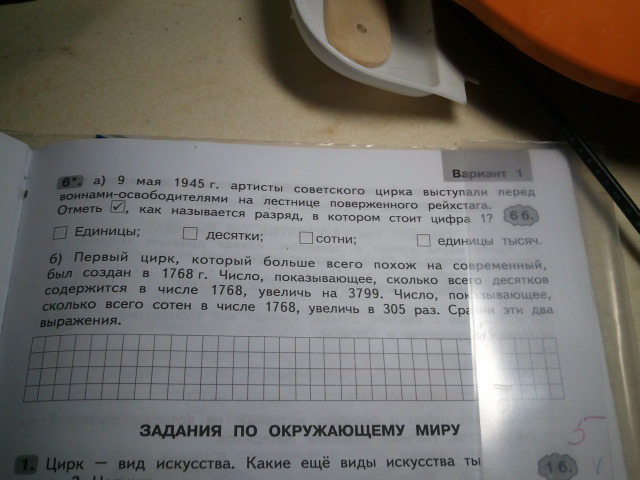 Вариант 1
6*. а) 9 мая 1945 г. артисты советского цирка выступали перед
воинами-освободителями на лестнице поверженного рейхстага.
Отметь ✓, как называется разряд, в котором стоит цифра 1? 6 б.
Единицы; десятки; сотни; единицы тысяч.
б) Первый цирк, который больше всего похож на современный,
был создан в 1768 г. Число, показывающее, сколько всего десятков
содержится в числе 1768, увеличь на 3799. Число, показывающее,
сколько всего сотен в числе 1768, увеличь в 305 раз. Сравни эти два
выражения.
ЗАДАНИЯ ПО ОКРУЖАЮЩЕМУ МИРУ
5
1. Цирк — вид искусства. Какие ещё виды искусства ты
1 б.